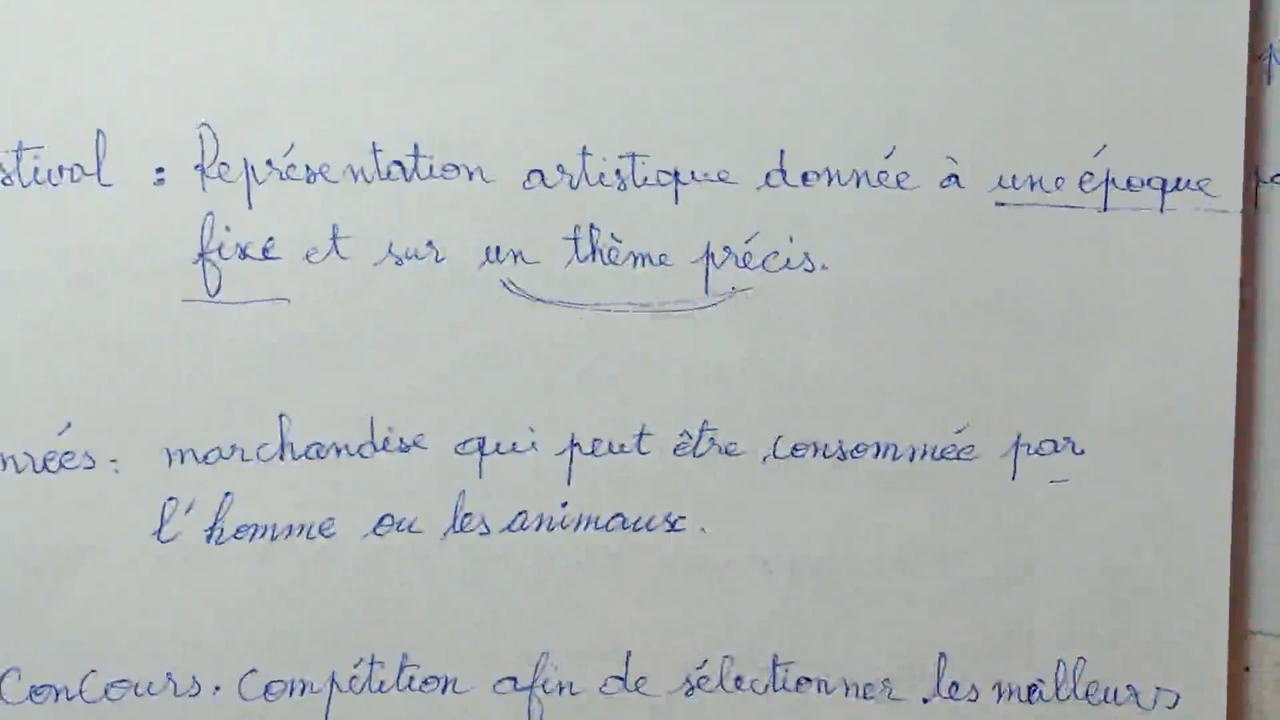 stival : Représentation artistique donnée à une époque
fixe et sur un thème précis.
nrées : marchandise qui peut être consommée par
l'homme ou les animaux.
Concours. Compétition afin de sélectionner les meilleurs